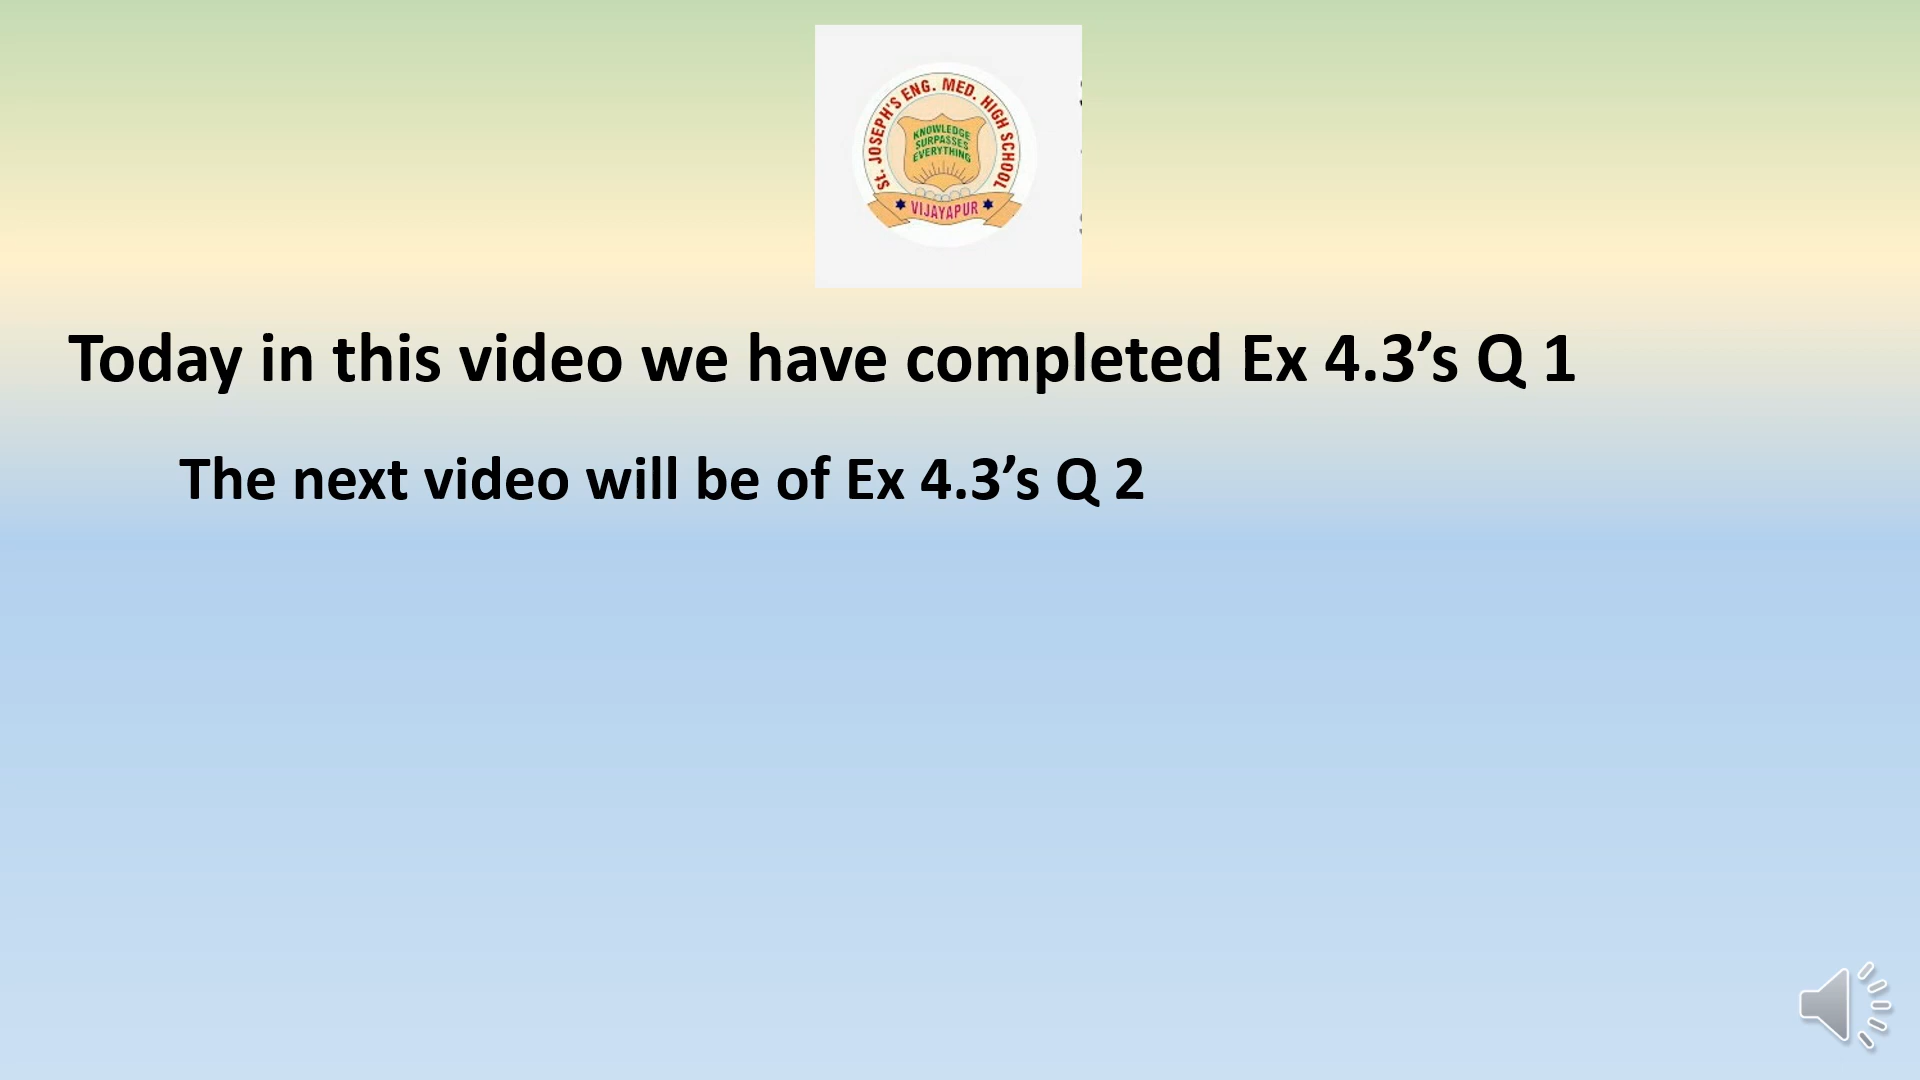 St. JOSEPH'S ENG. MED. HIGH SCHOOL
KNOWLEDGE
SURPASSES
EVERYTHING
VIJAYAPUR
Today in this video we have completed Ex 4.3’s Q 1
The next video will be of Ex 4.3’s Q 2